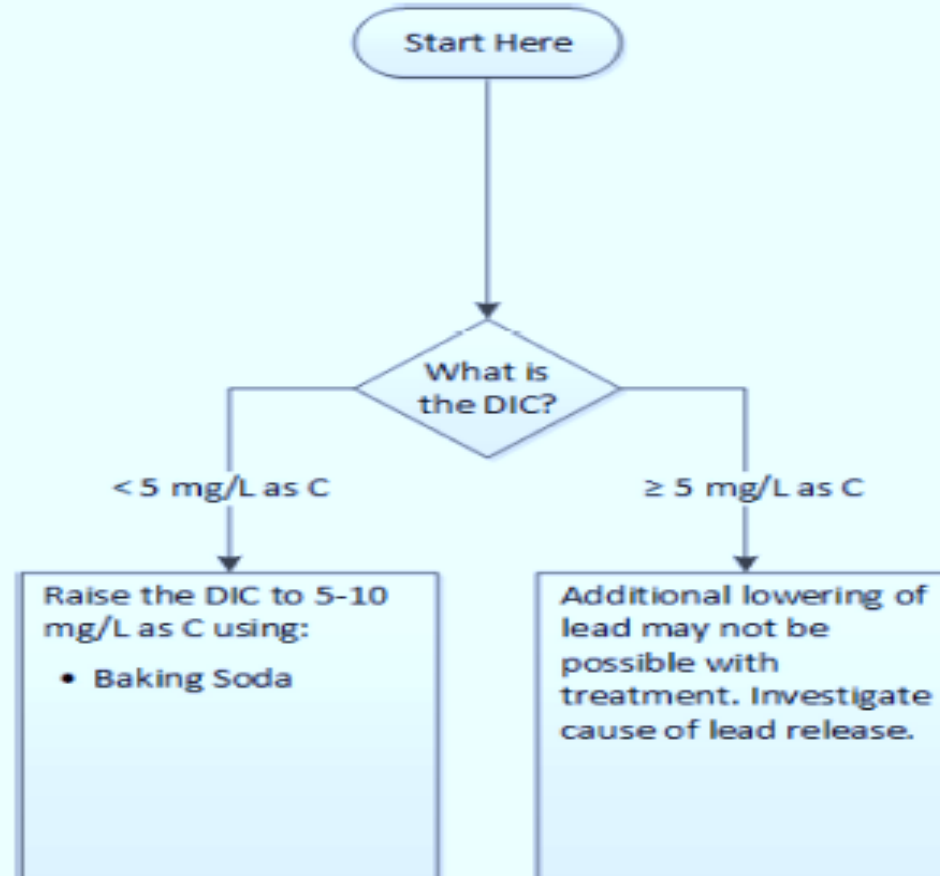 Start Here
What is
the DIC?
< 5 mg/L as C
≥ 5 mg/L as C
Raise the DIC to 5-10
mg/L as C using:
• Baking Soda
Additional lowering of
lead may not be
possible with
treatment. Investigate
cause of lead release.